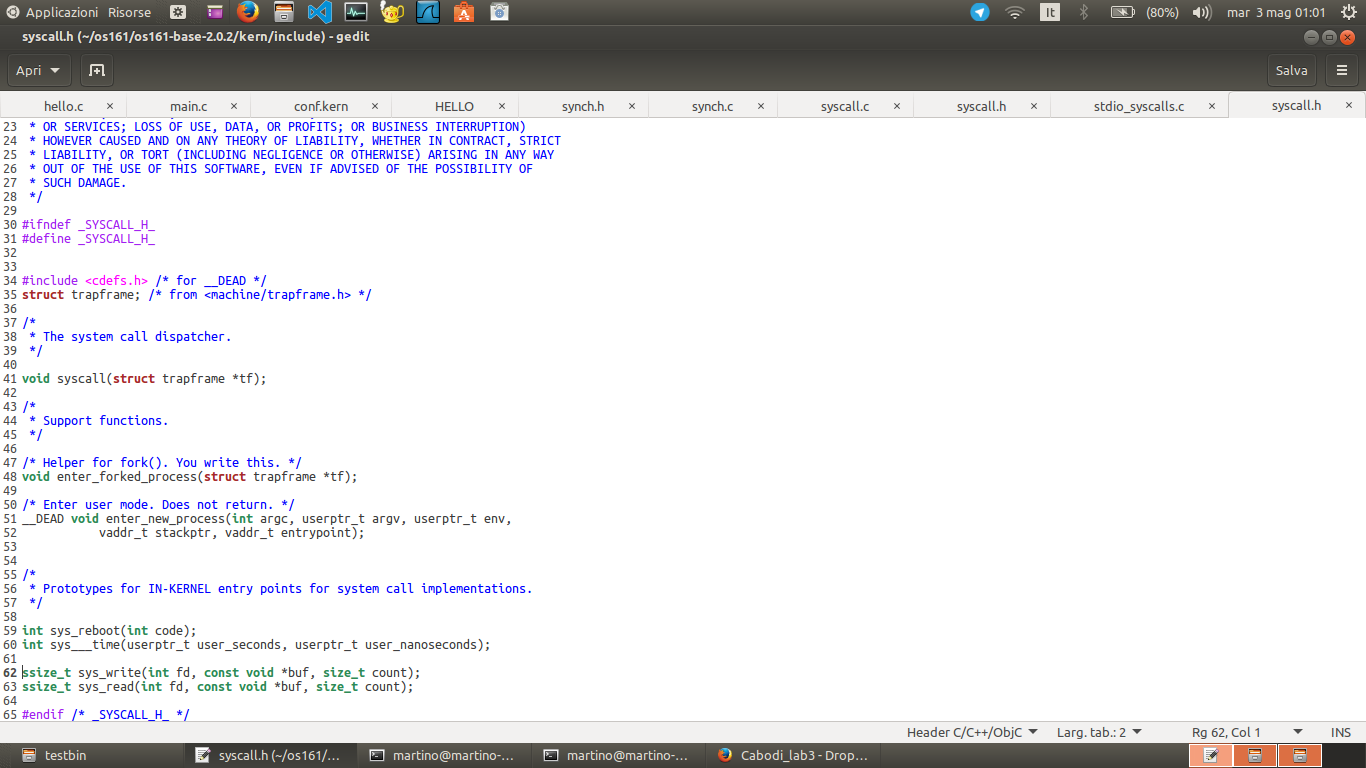 Applicazioni Risorse It (80%) mar 3 mag 01:01
syscall.h (~/os161/os161-base-2.0.2/kern/include) - gedit
Apri Salva
hello.c × main.c × conf.kern × HELLO × synch.h × synch.c × syscall.c × syscall.h × stdio_syscalls.c × syscall.h ×
23 * OR SERVICES; LOSS OF USE, DATA, OR PROFITS; OR BUSINESS INTERRUPTION)
24 * HOWEVER CAUSED AND ON ANY THEORY OF LIABILITY, WHETHER IN CONTRACT, STRICT
25 * LIABILITY, OR TORT (INCLUDING NEGLIGENCE OR OTHERWISE) ARISING IN ANY WAY
26 * OUT OF THE USE OF THIS SOFTWARE, EVEN IF ADVISED OF THE POSSIBILITY OF
27 * SUCH DAMAGE.
28 */
29
30 #ifndef _SYSCALL_H_
31 #define _SYSCALL_H_
32
33
34 #include <cdefs.h> /* for __DEAD */
35 struct trapframe; /* from <machine/trapframe.h> */
36
37 /*
38 * The system call dispatcher.
39 */
40
41 void syscall(struct trapframe *tf);
42
43 /*
44 * Support functions.
45 */
46
47 /* Helper for fork(). You write this. */
48 void enter_forked_process(struct trapframe *tf);
49
50 /* Enter user mode. Does not return. */
51 __DEAD void enter_new_process(int argc, userptr_t argv, userptr_t env,
52 vaddr_t stackptr, vaddr_t entrypoint);
53
54
55 /*
56 * Prototypes for IN-KERNEL entry points for system call implementations.
57 */
58
59 int sys_reboot(int code);
60 int sys___time(userptr_t user_seconds, userptr_t user_nanoseconds);
61
62 ssize_t sys_write(int fd, const void *buf, size_t count);
63 ssize_t sys_read(int fd, const void *buf, size_t count);
64
65 #endif /* _SYSCALL_H_ */
Header C/C++/ObjC Larg. tab.: 2 Rg 62, Col 1 INS
testbin syscall.h (~/os161/... martino@martino-... martino@martino-... Cabodi_lab3 - Drop...